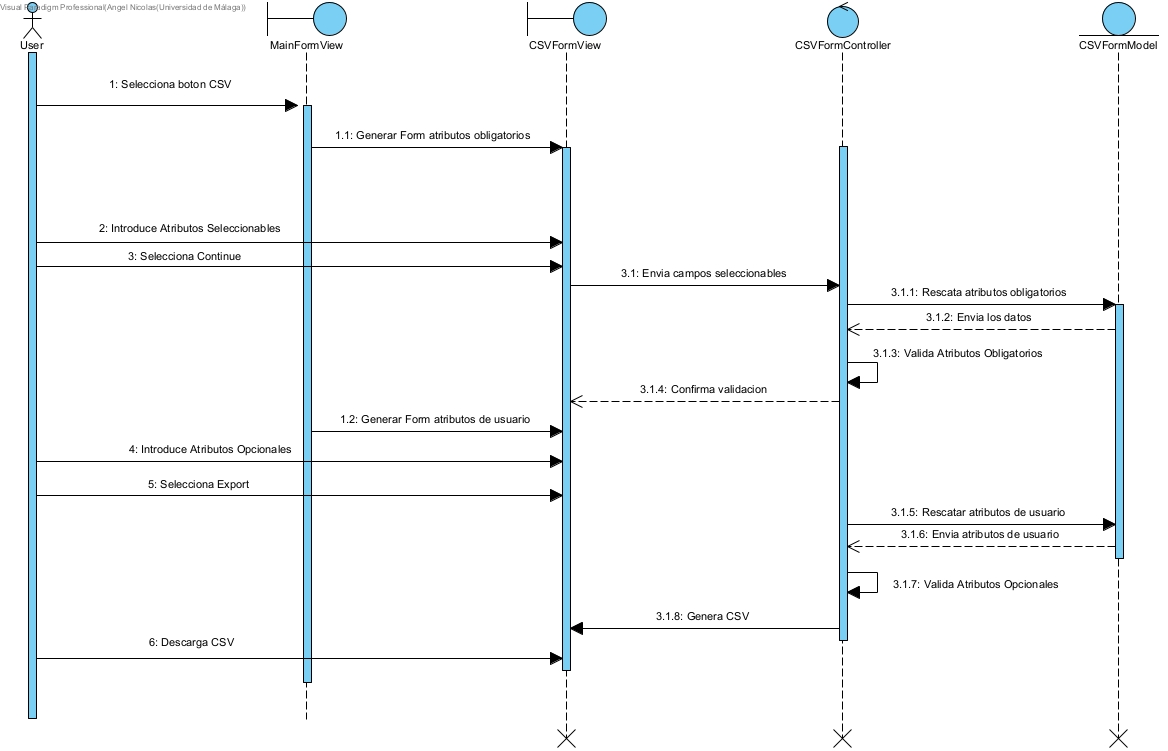 Visual Paradigm Professional(Angel Nicolas(Universidad de Málaga))
User
MainFormView
CSVFormView
CSVFormController
CSVFormModel
1: Selecciona boton CSV
1.1: Generar Form atributos obligatorios
2: Introduce Atributos Seleccionables
3: Selecciona Continue
3.1: Envia campos seleccionables
3.1.1: Rescata atributos obligatorios
3.1.2: Envia los datos
3.1.3: Valida Atributos Obligatorios
3.1.4: Confirma validacion
1.2: Generar Form atributos de usuario
4: Introduce Atributos Opcionales
5: Selecciona Export
3.1.5: Rescatar atributos de usuario
3.1.6: Envia atributos de usuario
3.1.7: Valida Atributos Opcionales
3.1.8: Genera CSV
6: Descarga CSV